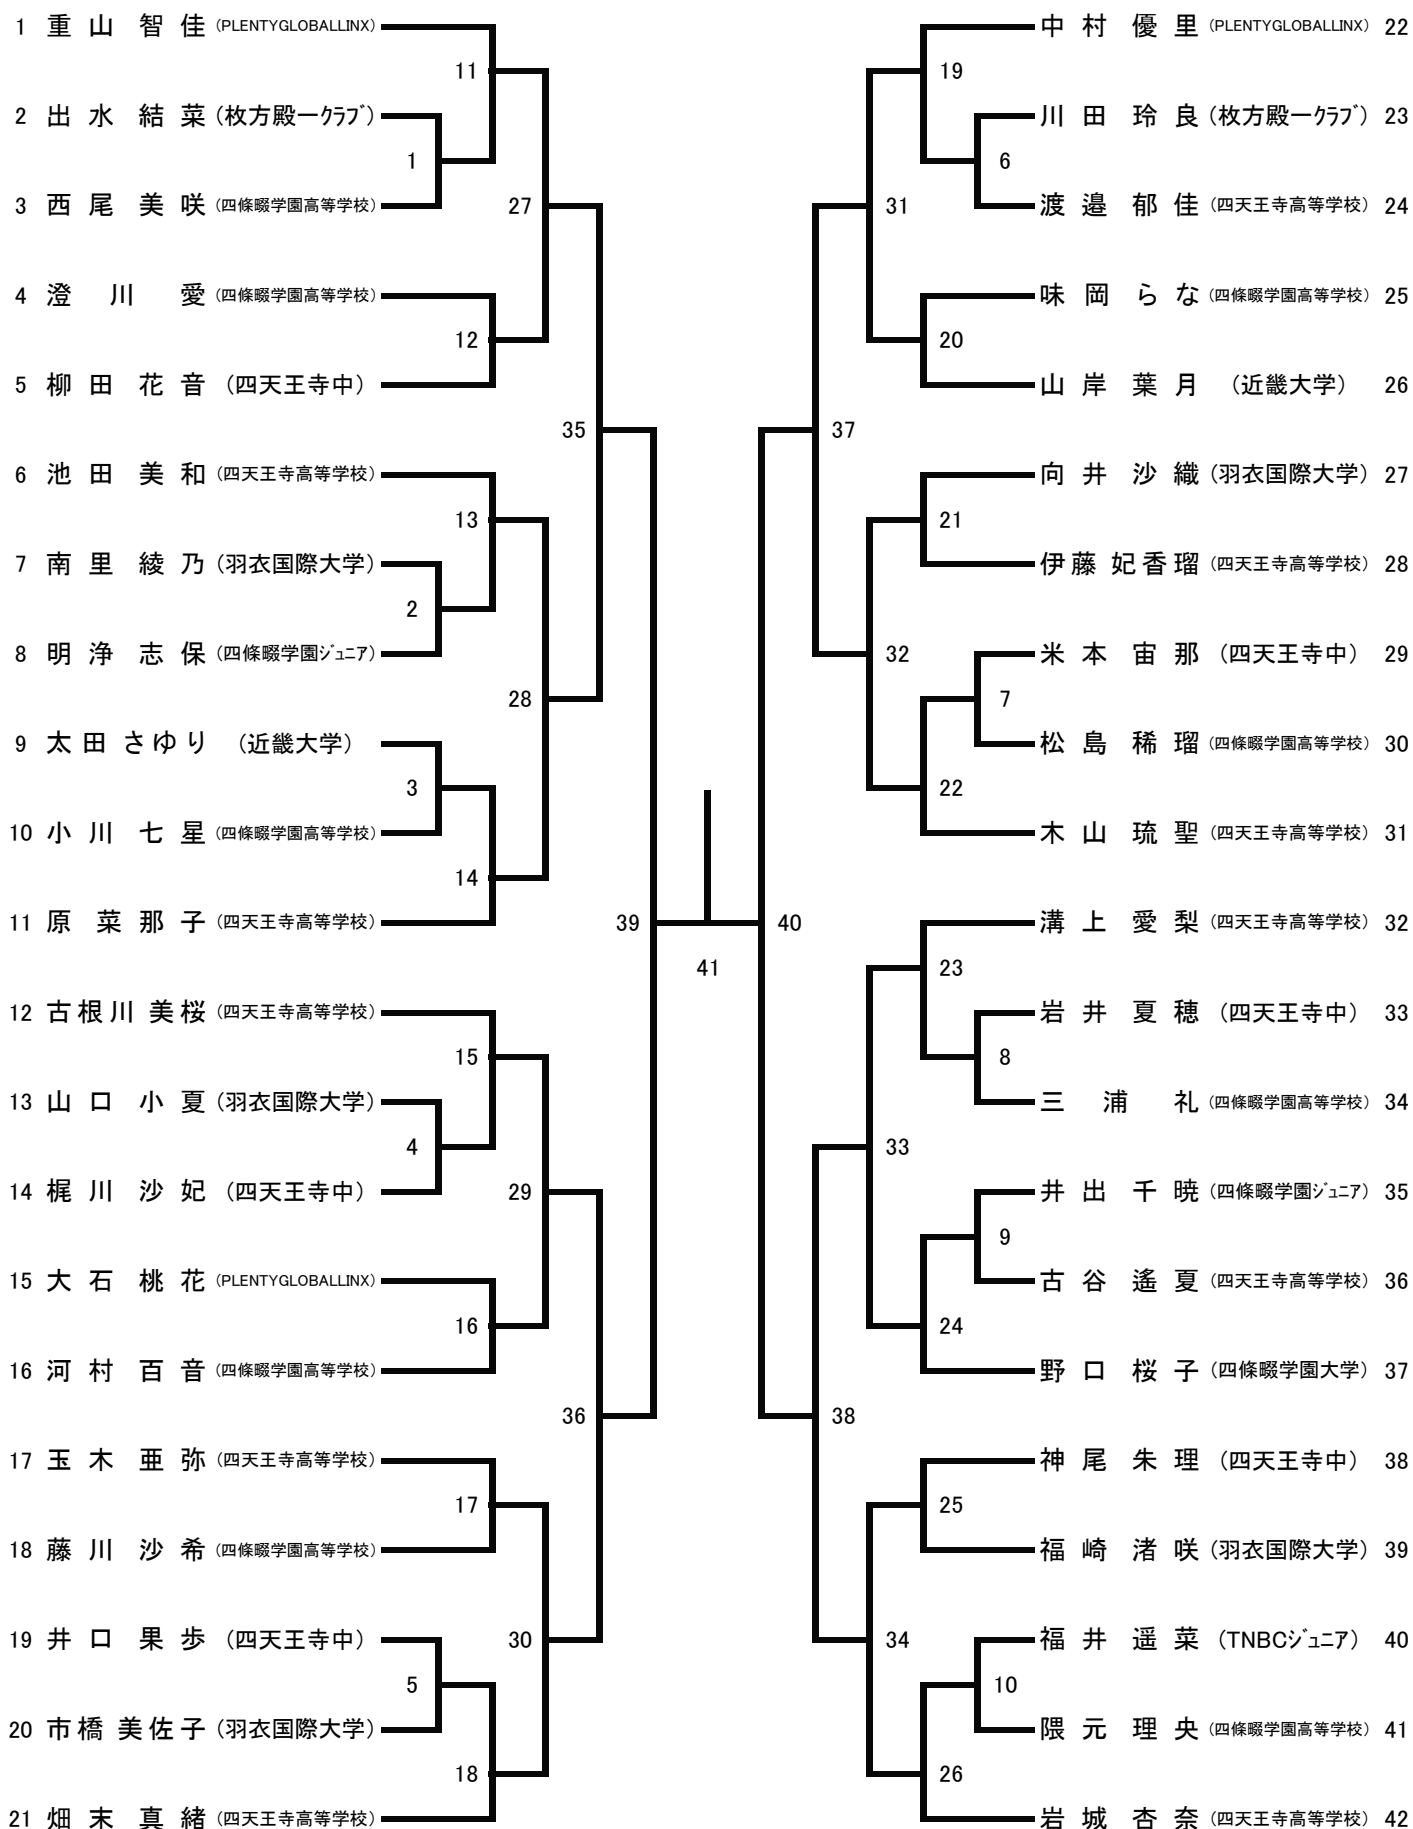 1 重山 智佳 (PLENTYGLOBALLINX)
11
2 出水 結菜 (枚方殿一クラブ)
1
3 西尾 美咲 (四條畷学園高等学校)
27
4 澄川 愛 (四條畷学園高等学校)
12
5 柳田 花音 (四天王寺中)
35
6 池田 美和 (四天王寺高等学校)
13
7 南里 綾乃 (羽衣国際大学)
2
8 明浄 志保 (四條畷学園ジュニア)
28
9 太田 さゆり (近畿大学)
3
10 小川 七星 (四條畷学園高等学校)
14
11 原 菜那子 (四天王寺高等学校)
39
12 古根川 美桜 (四天王寺高等学校)
15
13 山口 小夏 (羽衣国際大学)
4
14 梶川 沙妃 (四天王寺中)
29
15 大石 桃花 (PLENTYGLOBALLINX)
16
16 河村 百音 (四條畷学園高等学校)
36
17 玉木 亜弥 (四天王寺高等学校)
17
18 藤川 沙希 (四條畷学園高等学校)
19 井口 果歩 (四天王寺中)
30
5
20 市橋 美佐子 (羽衣国際大学)
18
21 畑末 真緒 (四天王寺高等学校)
41
中村 優里 (PLENTYGLOBALLINX) 22
19
川田 玲良 (枚方殿一クラブ) 23
6
渡邉 郁佳 (四天王寺高等学校) 24
31
味岡 らな (四條畷学園高等学校) 25
20
山岸 葉月 (近畿大学) 26
37
向井 沙織 (羽衣国際大学) 27
21
伊藤 妃香瑠 (四天王寺高等学校) 28
32
米本 宙那 (四天王寺中) 29
7
松島 稀瑠 (四條畷学園高等学校) 30
22
木山 琉聖 (四天王寺高等学校) 31
40
溝上 愛梨 (四天王寺高等学校) 32
23
岩井 夏穂 (四天王寺中) 33
8
三浦 礼 (四條畷学園高等学校) 34
33
井出 千暁 (四條畷学園ジュニア) 35
9
古谷 遙夏 (四天王寺高等学校) 36
24
野口 桜子 (四條畷学園大学) 37
38
神尾 朱理 (四天王寺中) 38
25
福崎 渚咲 (羽衣国際大学) 39
34
福井 遥菜 (TNBCジュニア) 40
10
隈元 理央 (四條畷学園高等学校) 41
26
岩城 杏奈 (四天王寺高等学校) 42